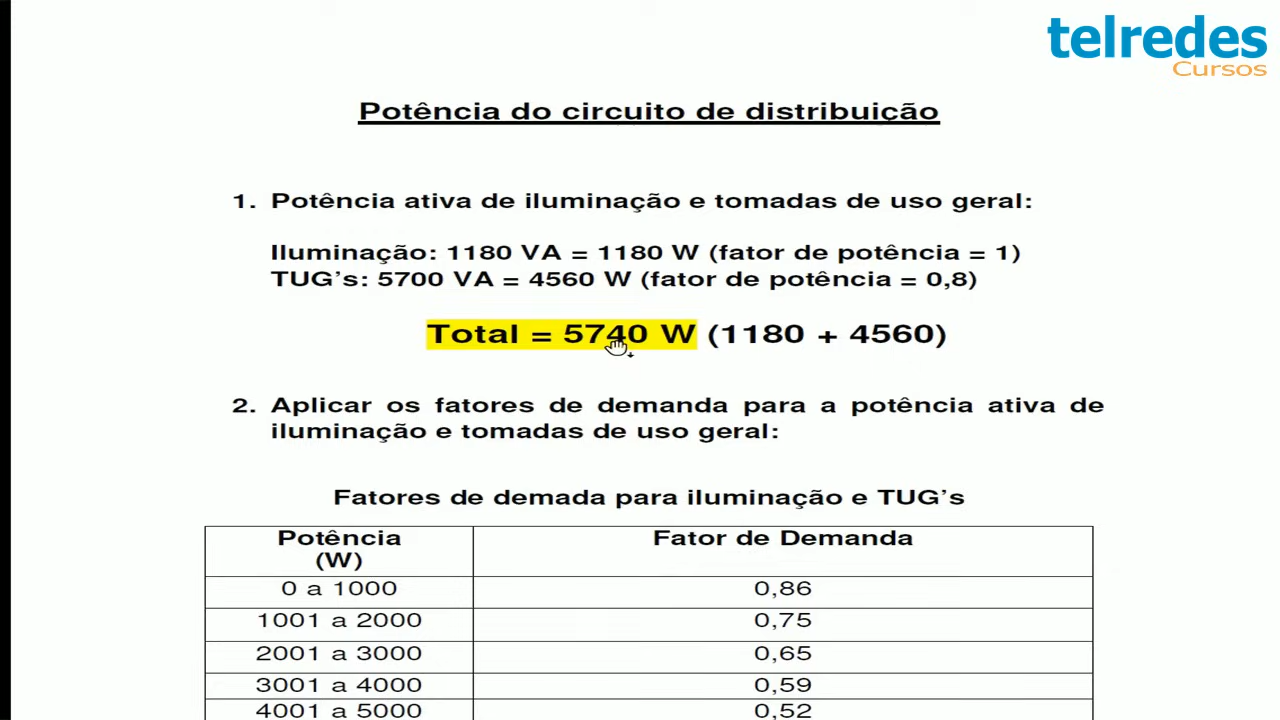 telredes
Cursos
Potência do circuito de distribuição
1. Potência ativa de iluminação e tomadas de uso geral:
Iluminação: 1180 VA = 1180 W (fator de potência = 1)
TUG's: 5700 VA = 4560 W (fator de potência = 0,8)
Total = 5740 W (1180 + 4560)
2. Aplicar os fatores de demanda para a potência ativa de
iluminação e tomadas de uso geral:
Fatores de demada para iluminação e TUG's
Potência (W) Fator de Demanda
0 a 1000 0,86
1001 a 2000 0,75
2001 a 3000 0,65
3001 a 4000 0,59
4001 a 5000 0,52